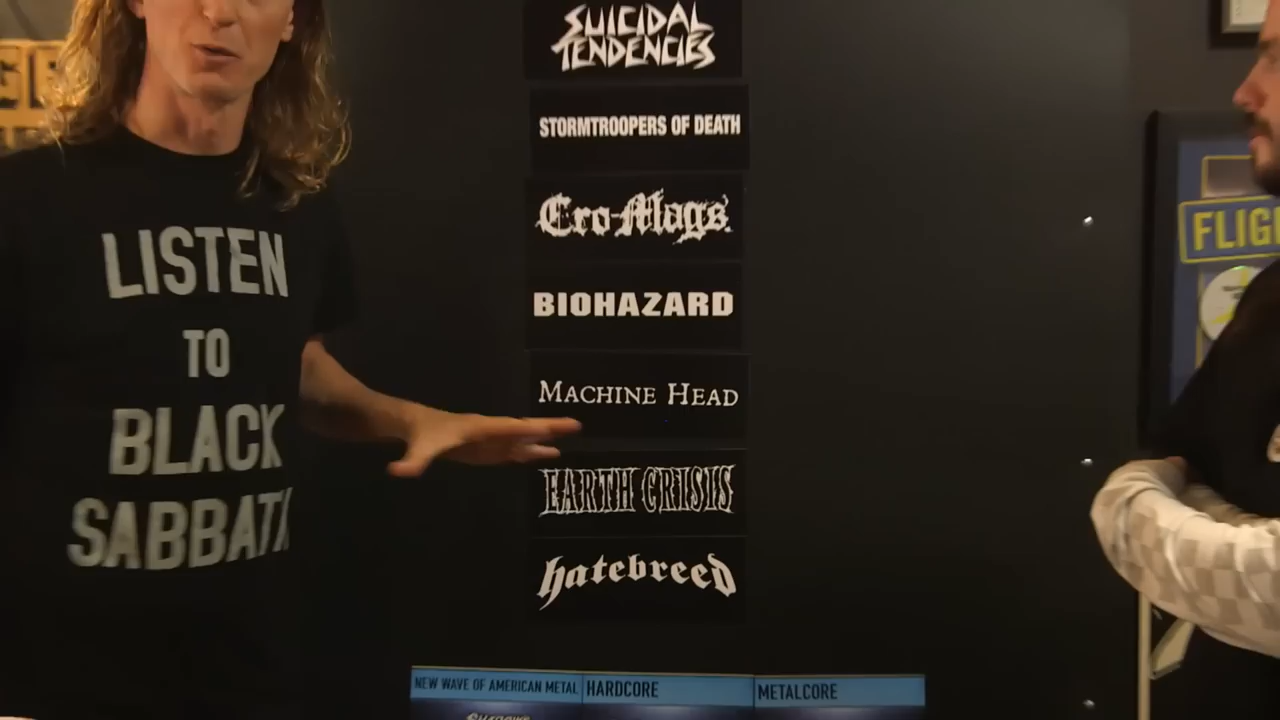 LISTEN
TO
BLACK
SABBATH
SUICIDAL
TENDENCIES
STORMTROOPERS OF DEATH
Cro-Mags
BIOHAZARD
MACHINE HEAD
EARTH CRISIS
hatebreed
NEW WAVE OF AMERICAN METAL
HARDCORE
METALCORE